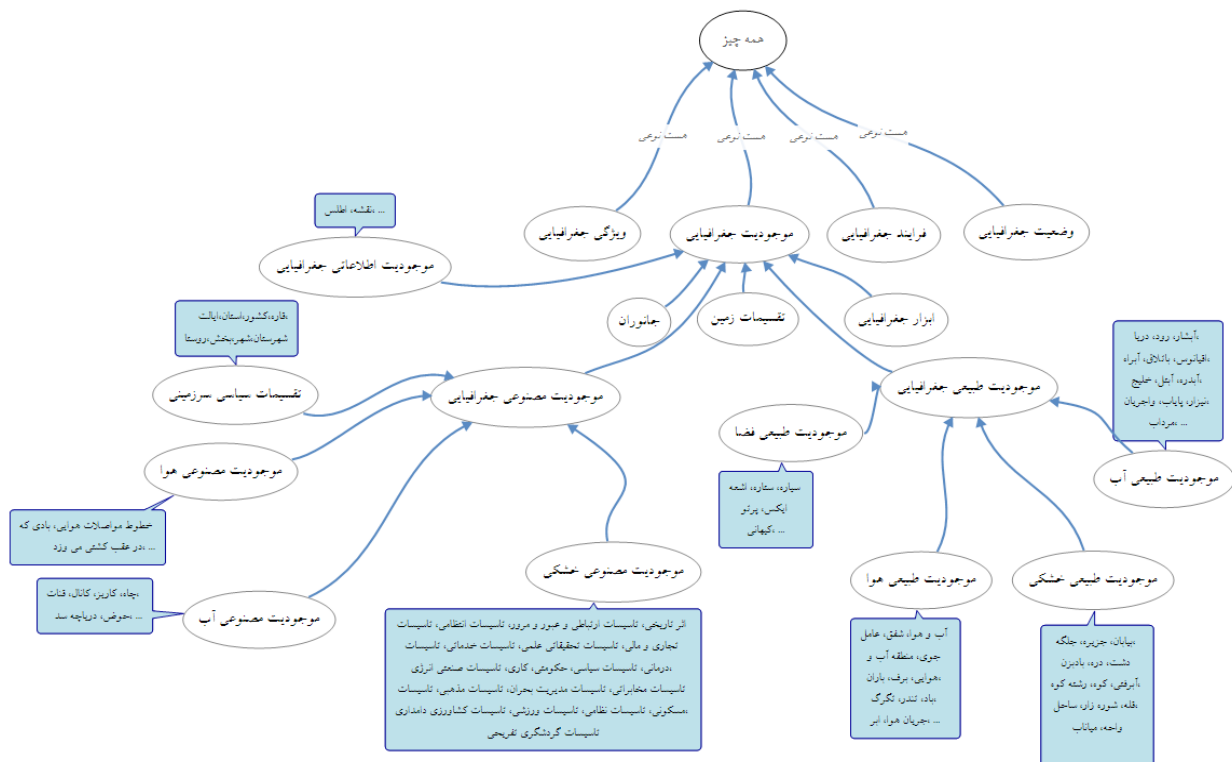 همه چیز
هست نوعی
هست نوعی
هست نوعی
هست نوعی
وضعیت جغرافیایی
فرایند جغرافیایی
موجودیت جغرافیایی
ویژگی جغرافیایی
نقشه، اطلس، ...
موجودیت اطلاعاتی جغرافیایی
ابزار جغرافیایی
تقسیمات زمین
جانوران
قاره،کشور،استان،ایالت،
شهرستان،شهر،بخش،روستا
تقسیمات سیاسی سرزمینی
موجودیت مصنوعی جغرافیایی
موجودیت طبیعی جغرافیایی
آبشار، رود، دریا،
اقیانوس، باتلاق، آبراه
آبدره، آبتل، خلیج،
نیزار، پایاب، واجریان
مرداب، ...
موجودیت طبیعی آب
موجودیت طبیعی فضا
سیاره، ستاره، اشعه
ایکس، پرتو
کیهانی، ...
موجودیت مصنوعی هوا
خطوط مواصلات هوایی، بادی که
در عقب کشتی می وزد، ...
موجودیت طبیعی خشکی
موجودیت طبیعی هوا
موجودیت مصنوعی خشکی
چاه، کاریز، کانال، قنات،
حوض، دریاچه سد، ...
موجودیت مصنوعی آب
بیابان، جزیره، جلگه،
دشت، دره، بادبزن
آبرفتی، کوه، رشته کوه،
قله، شوره زار، ساحل
واحه، میاناب
آب و هوا، شفق، عامل
جوی، منطقه آب و
هوایی، برف، باران،
باد، تندر، تگرگ،
جریان هوا، ابر، ...
اثر تاریخی، تاسیسات ارتباطی و عبور و مرور، تاسیسات انتظامی، تاسیسات
تجاری و مالی، تاسیسات تحقیقاتی علمی، تاسیسات خدماتی، تاسیسات
درمانی، تاسیسات سیاسی، حکومتی، کاری، تاسیسات صنعتی انرژی،
تاسیسات مخابراتی، تاسیسات مدیریت بحران، تاسیسات مذهبی، تاسیسات
مسکونی، تاسیسات نظامی، تاسیسات ورزشی، تاسیسات کشاورزی دامداری،
تاسیسات گردشگری تفریحی